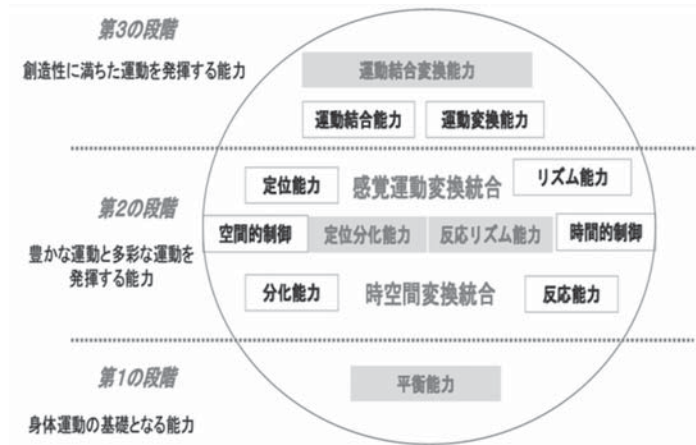 第3の段階
創造性に満ちた運動を発揮する能力
運動結合変換能力
運動結合能力
運動変換能力
定位能力
感覚運動変換統合
リズム能力
第2の段階
豊かな運動と多彩な運動を
発揮する能力
空間的制御
定位分化能力
反応リズム能力
時間的制御
分化能力
時空間変換統合
反応能力
第1の段階
身体運動の基礎となる能力
平衡能力